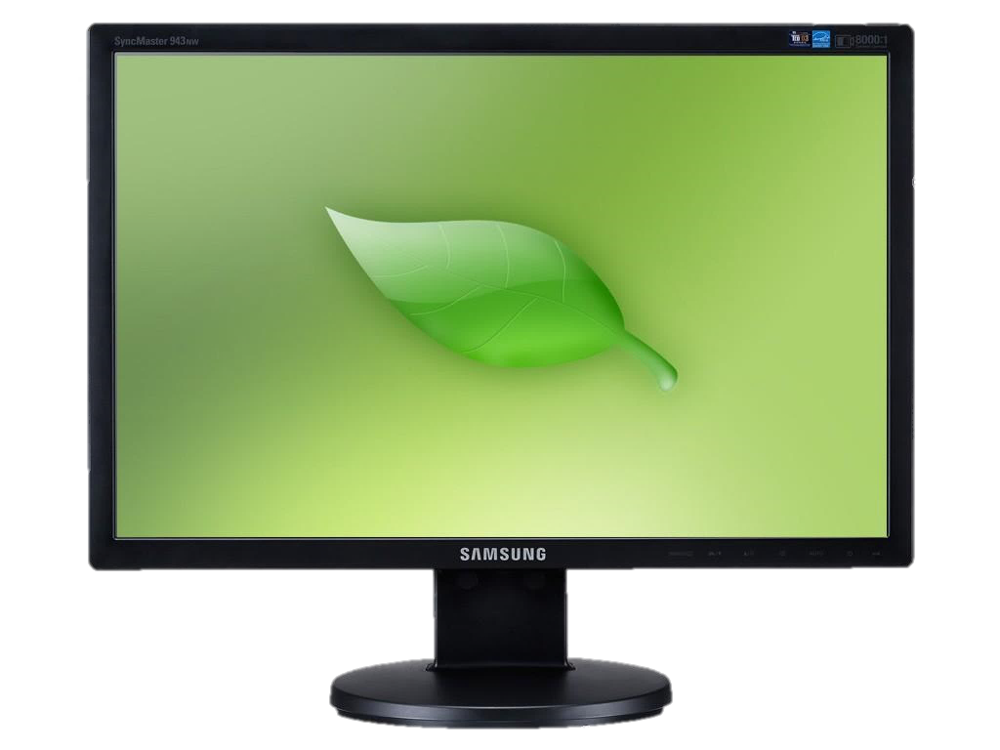 SyncMaster 943NW
8000:1
SAMSUNG
AUTO